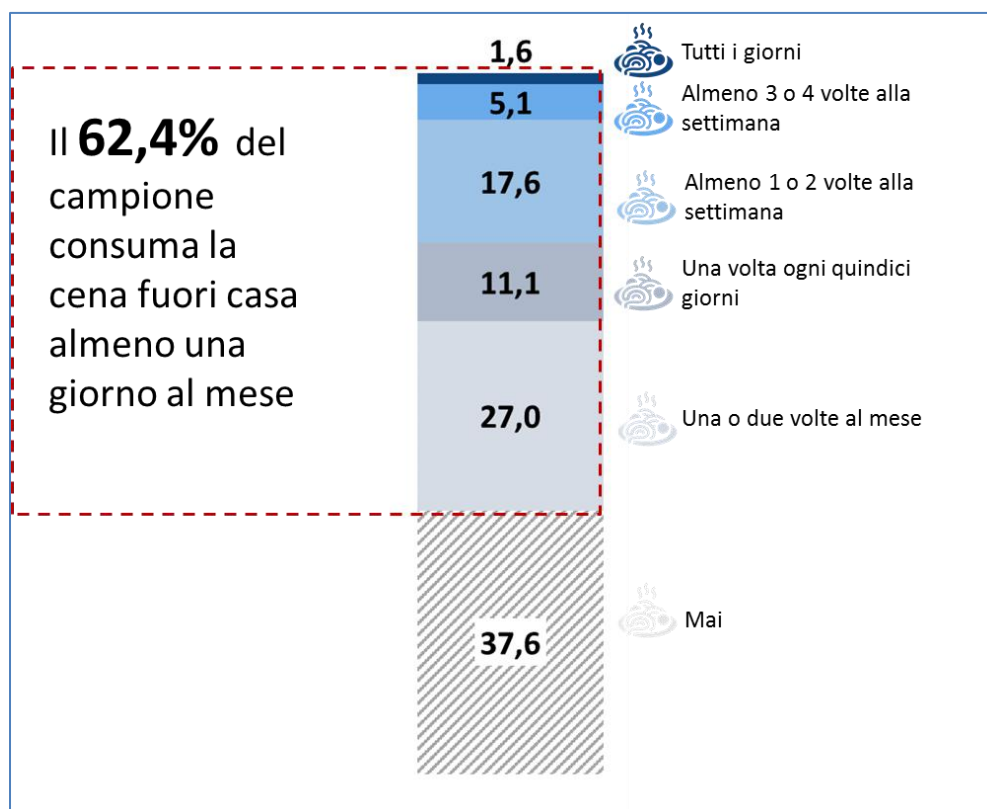 Il 62,4% del
campione
consuma la
cena fuori casa
almeno una
giorno al mese
1,6
Tutti i giorni
5,1
Almeno 3 o 4 volte alla
settimana
17,6
Almeno 1 o 2 volte alla
settimana
11,1
Una volta ogni quindici
giorni
27,0
Una o due volte al mese
37,6
Mai